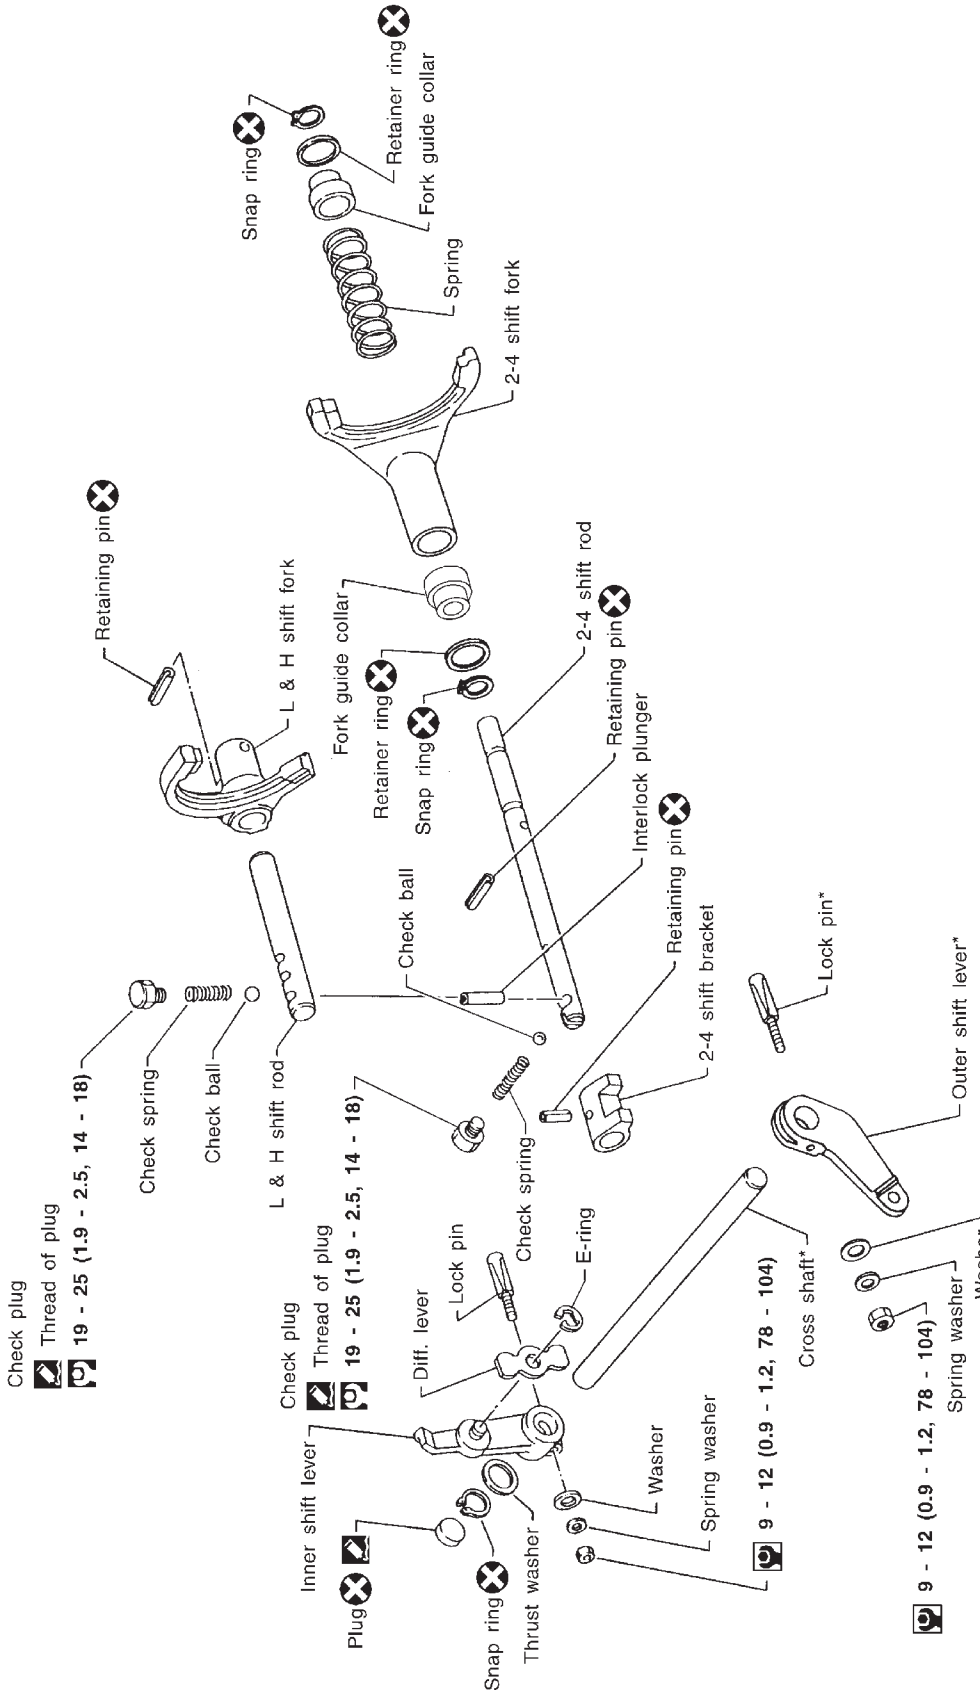 Check plug
Thread of plug
19 - 25 (1.9 - 2.5, 14 - 18)
Check spring
Check ball
L & H shift rod
Retaining pin
L & H shift fork
Snap ring
Retainer ring
Fork guide collar
Spring
2-4 shift fork
Fork guide collar
Retainer ring
Snap ring
2-4 shift rod
Retaining pin
Interlock plunger
Check ball
Retaining pin
2-4 shift bracket
Check plug
Thread of plug
19 - 25 (1.9 - 2.5, 14 - 18)
Check spring
Inner shift lever
Plug
Snap ring
Thrust washer
Diff. lever
Lock pin
E-ring
Washer
Spring washer
9 - 12 (0.9 - 1.2, 78 - 104)
Cross shaft*
Lock pin*
Outer shift lever*
Washer
Spring washer
9 - 12 (0.9 - 1.2, 78 - 104)